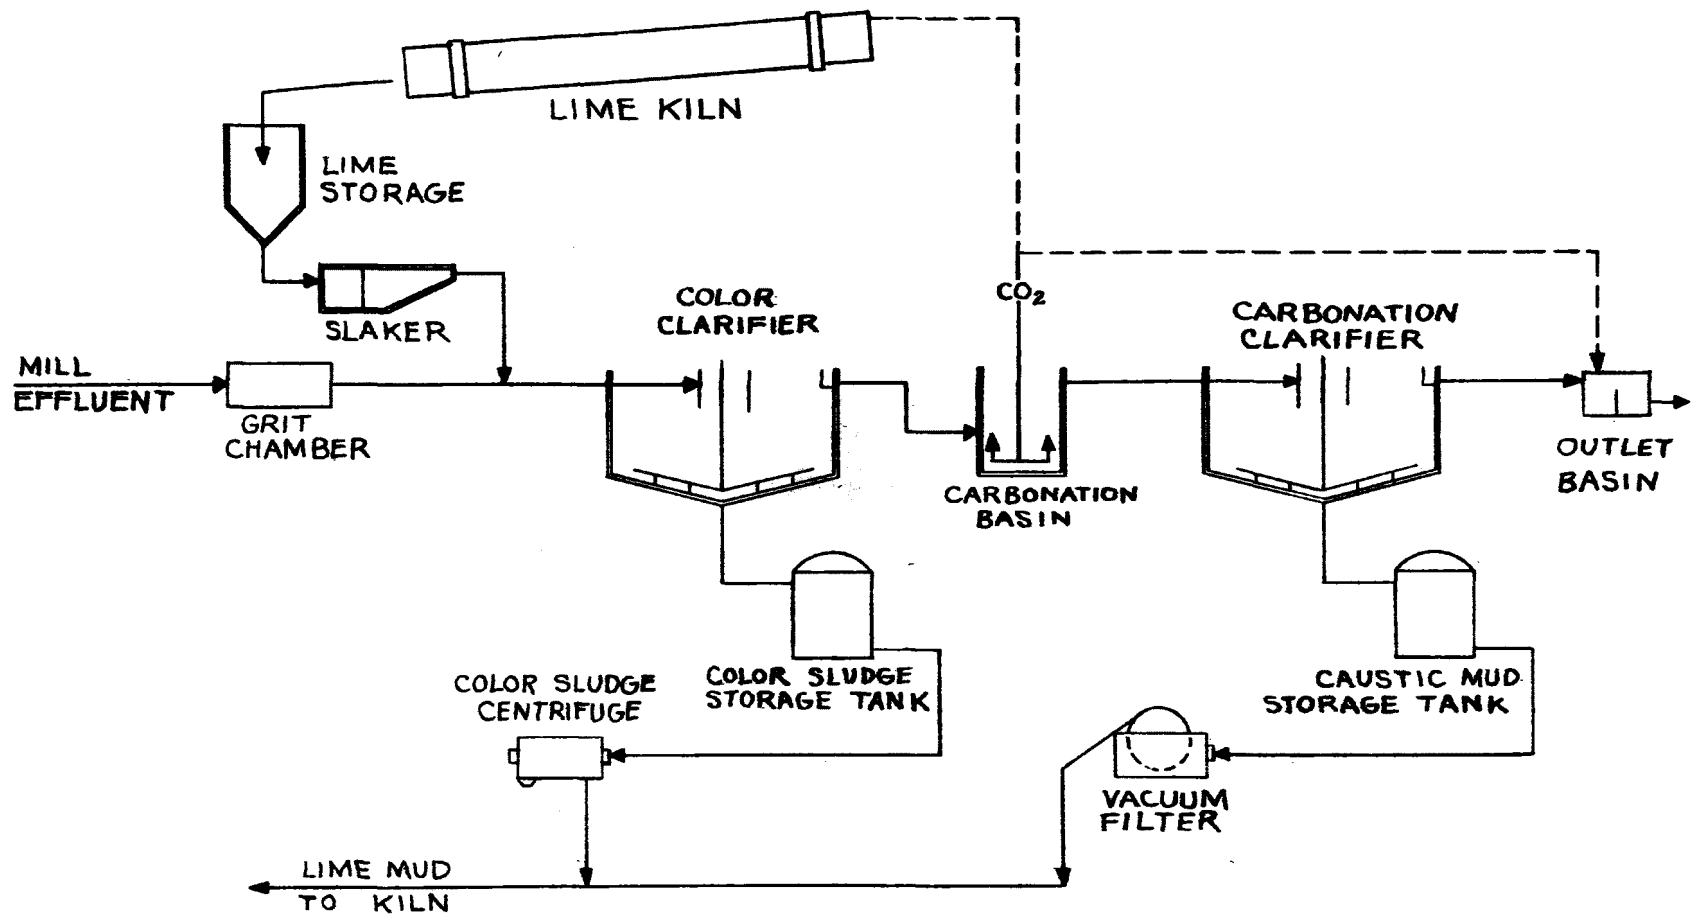 LIME KILN
LIME
STORAGE
SLAKER
MILL
EFFLUENT
GRIT
CHAMBER
COLOR
CLARIFIER
CO2
CARBONATION
BASIN
CARBONATION
CLARIFIER
OUTLET
BASIN
COLOR SLUDGE
STORAGE TANK
COLOR SLUDGE
CENTRIFUGE
CAUSTIC MUD
STORAGE TANK
VACUUM
FILTER
LIME MUD
TO KILN